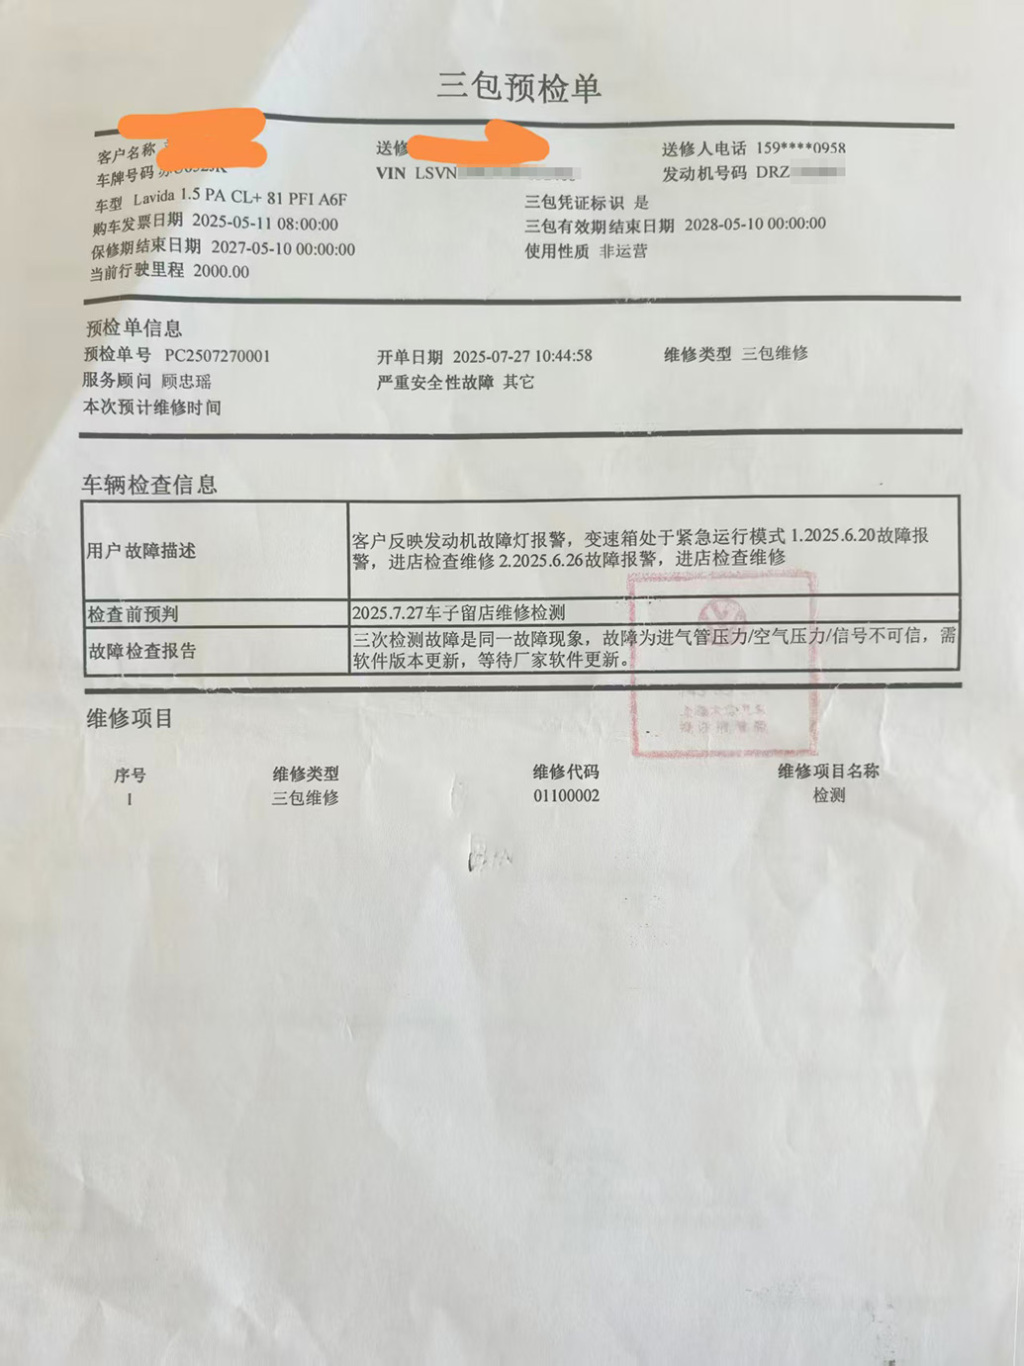 三包预检单
客户名称
送修
送修人电话 159****0958
车牌号码
VIN LSVN
发动机号码 DRZ
车型 Lavida 1.5 PA CL+ 81 PFI A6F
三包凭证标识 是
购车发票日期 2025-05-11 08:00:00
三包有效期结束日期 2028-05-10 00:00:00
保修期结束日期 2027-05-10 00:00:00
使用性质 非运营
当前行驶里程 2000.00
预检单信息
预检单号 PC2507270001
开单日期 2025-07-27 10:44:58
维修类型 三包维修
服务顾问 顾忠瑶
严重安全性故障 其它
本次预计维修时间
车辆检查信息
用户故障描述
客户反映发动机故障灯报警，变速箱处于紧急运行模式 1.2025.6.20故障报
警，进店检查维修 2.2025.6.26故障报警，进店检查维修
检查前预判
2025.7.27车子留店维修检测
故障检查报告
三次检测故障是同一故障现象，故障为进气管压力/空气压力/信号不可信，需
软件版本更新，等待厂家软件更新。
维修项目
序号 维修类型 维修代码 维修项目名称
1 三包维修 01100002 检测